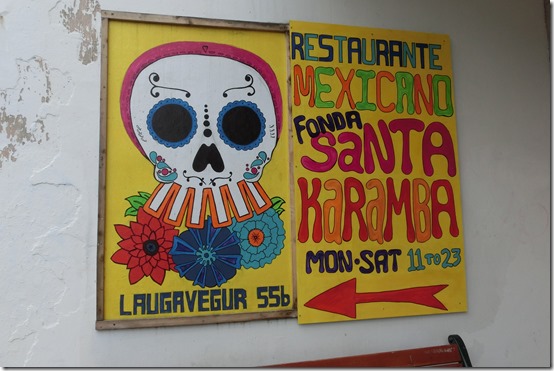 LAUGAVEGUR 55b
RESTAURANTE
MEXICANO
FONDA
SaNTA
KaRaMBA
MON·SAT 11 TO 23